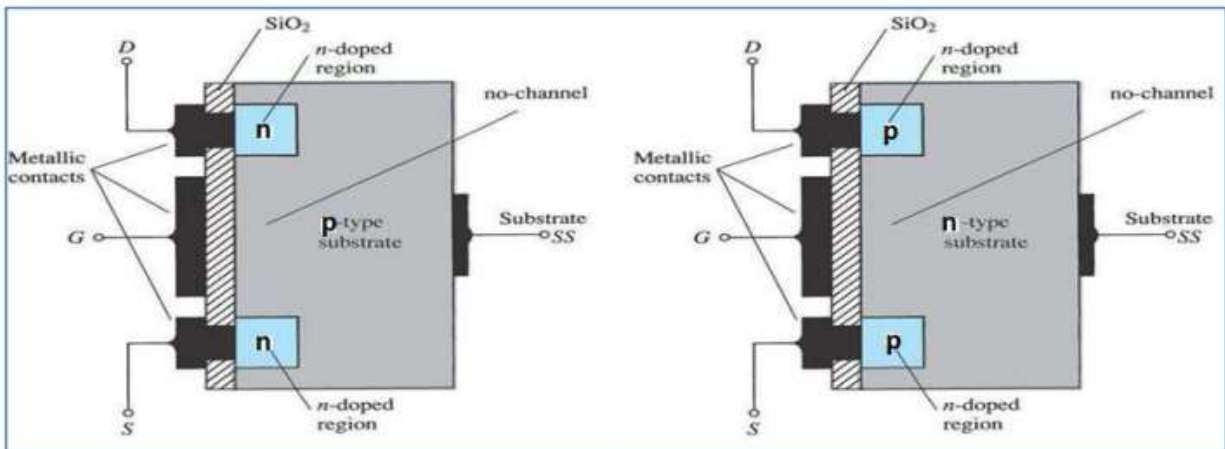 SiO₂
D
n-doped
region
n
no-channel
Metallic
contacts
p-type
substrate
Substrate
SS
G
n
n-doped
region
S
SiO₂
D
n-doped
region
p
no-channel
Metallic
contacts
n-type
substrate
Substrate
SS
G
p
n-doped
region
S